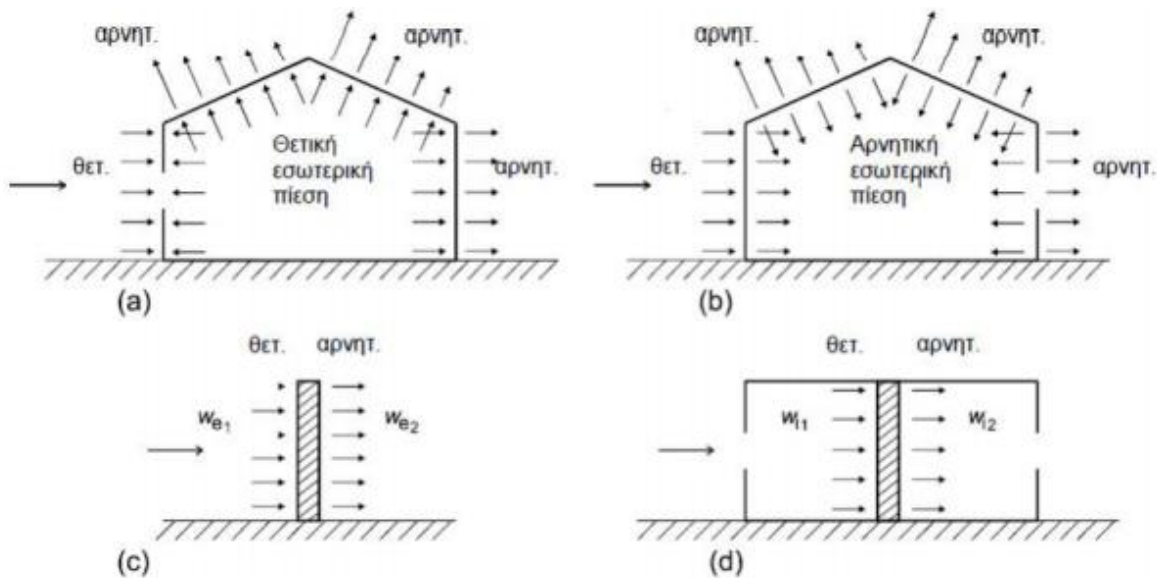 αρνητ.
αρνητ.
θετ.
Θετική
εσωτερική
πίεση
αρνητ.
(a)
αρνητ.
αρνητ.
θετ.
Αρνητική
εσωτερική
πίεση
αρνητ.
(b)
θετ. αρνητ.
we1
we2
(c)
θετ. αρνητ.
wi1
wi2
(d)